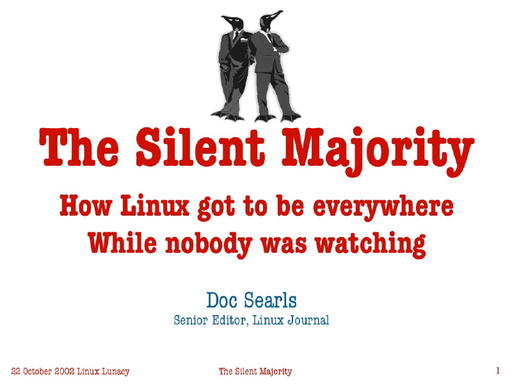 The Silent Majority
How Linux got to be everywhere
While nobody was watching
Doc Searls
Senior Editor, Linux Journal
22 October 2002 Linux Lunacy
The Silent Majority
1